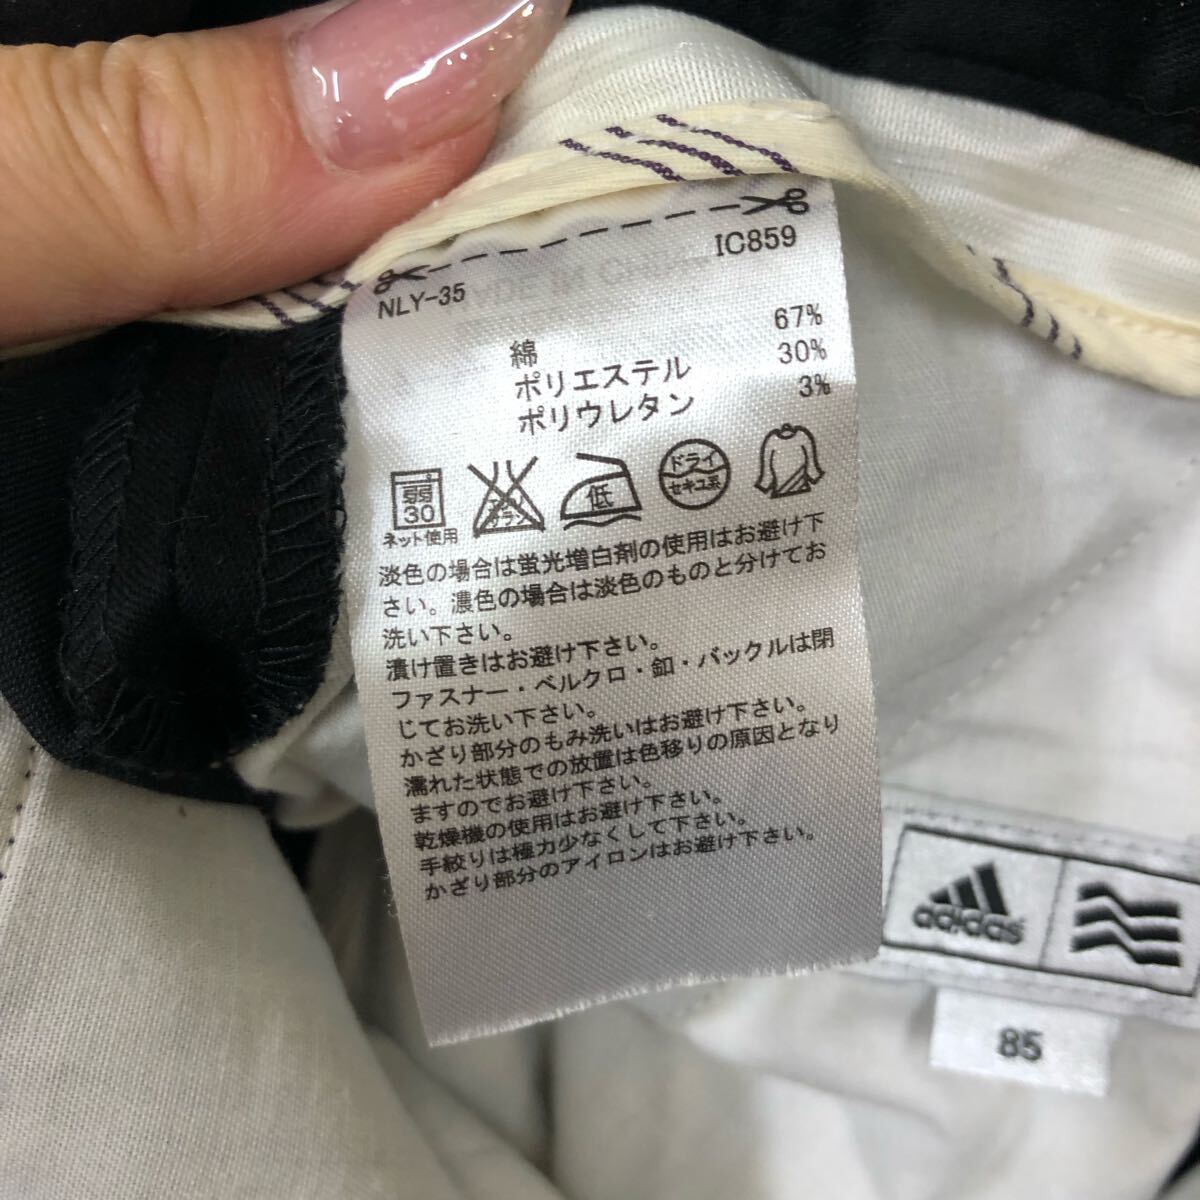 IC859
NLY-35
綿 67%
ポリエステル 30%
ポリウレタン 3%
弱
30
ネット使用
低
ドライ
セキユ系
淡色の場合は蛍光増白剤の使用はお避け下
さい。濃色の場合は淡色のものと分けてお
洗い下さい。
漬け置きはお避け下さい。
ファスナー・ベルクロ・釦・バックルは閉
じてお洗い下さい。
かざり部分のもみ洗いはお避け下さい。
濡れた状態での放置は色移りの原因となり
ますのでお避け下さい。
乾燥機の使用はお避け下さい。
手絞りは極力少なくして下さい。
かざり部分のアイロンはお避け下さい。
adidas
85